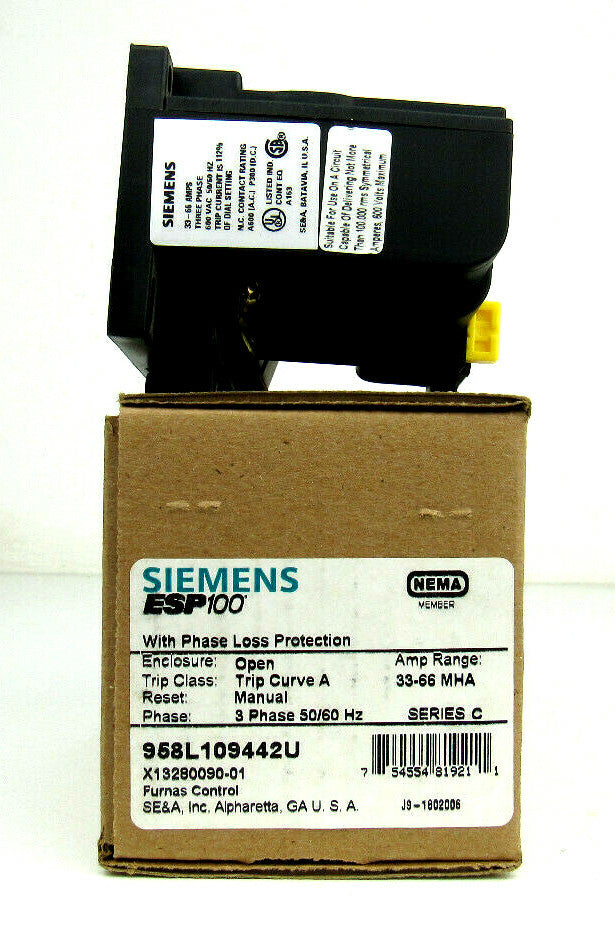 SIEMENS
33-66 AMPS
THREE PHASE
600 VAC 50/60 HZ
TRIP CURRENT IS 112%
OF DIAL SETTING
N.C. CONTACT RATING
A600 (A.C.) P300 (D.C.)
LISTED IND.
CONT EQ.
A163
UL
SA
SE&A, BATAVIA, IL U.S.A.
Suitable For Use On A Circuit
Capable Of Delivering Not More
Than 100,000 rms Symmetrical
Amperes, 600 Volts Maximum
SIEMENS
ESP100
NEMA
MEMBER
With Phase Loss Protection
Enclosure: Open Amp Range:
Trip Class: Trip Curve A 33-66 MHA
Reset: Manual
Phase: 3 Phase 50/60 Hz SERIES C
958L109442U
X13280090-01
Furnas Control
SE&A, Inc. Alpharetta, GA U. S. A.
7 54554 81921 1
J9-1802006